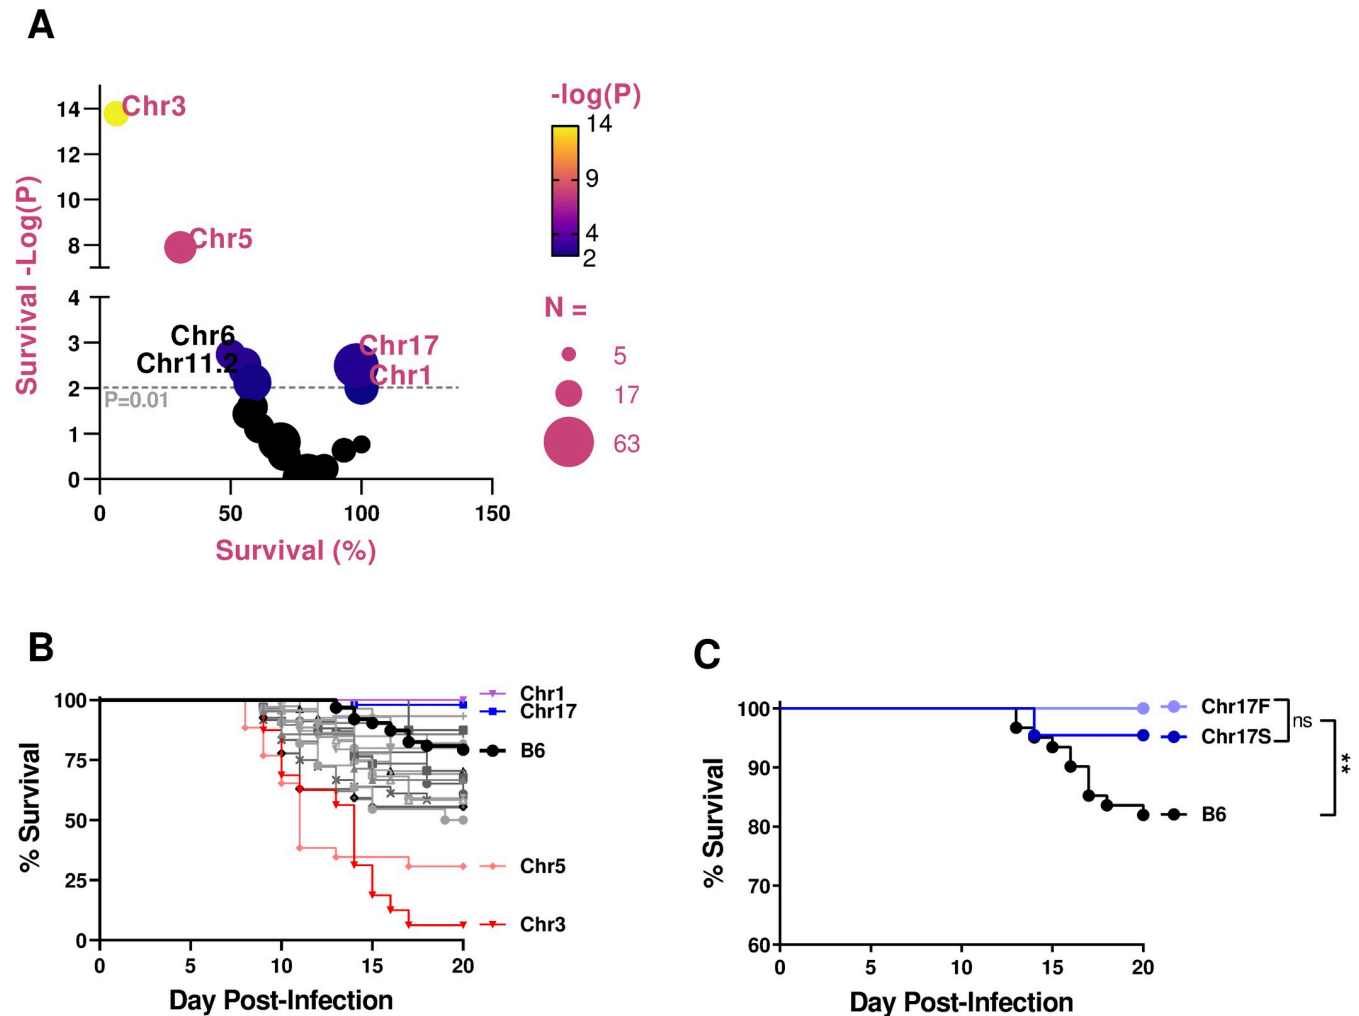 A
Survival -Log(P)
14
12
10
8
4
3
2
1
0
Chr3
Chr5
Chr6
Chr11.2
Chr17
Chr1
P=0.01
0
50
100
150
Survival (%)
-log(P)
14
9
4
2
N =
5
17
63
B
% Survival
100
75
50
25
0
0
5
10
15
20
Day Post-Infection
Chr1
Chr17
B6
Chr5
Chr3
C
% Survival
100
90
80
70
60
0
5
10
15
20
Day Post-Infection
Chr17F
Chr17S
B6
ns
**